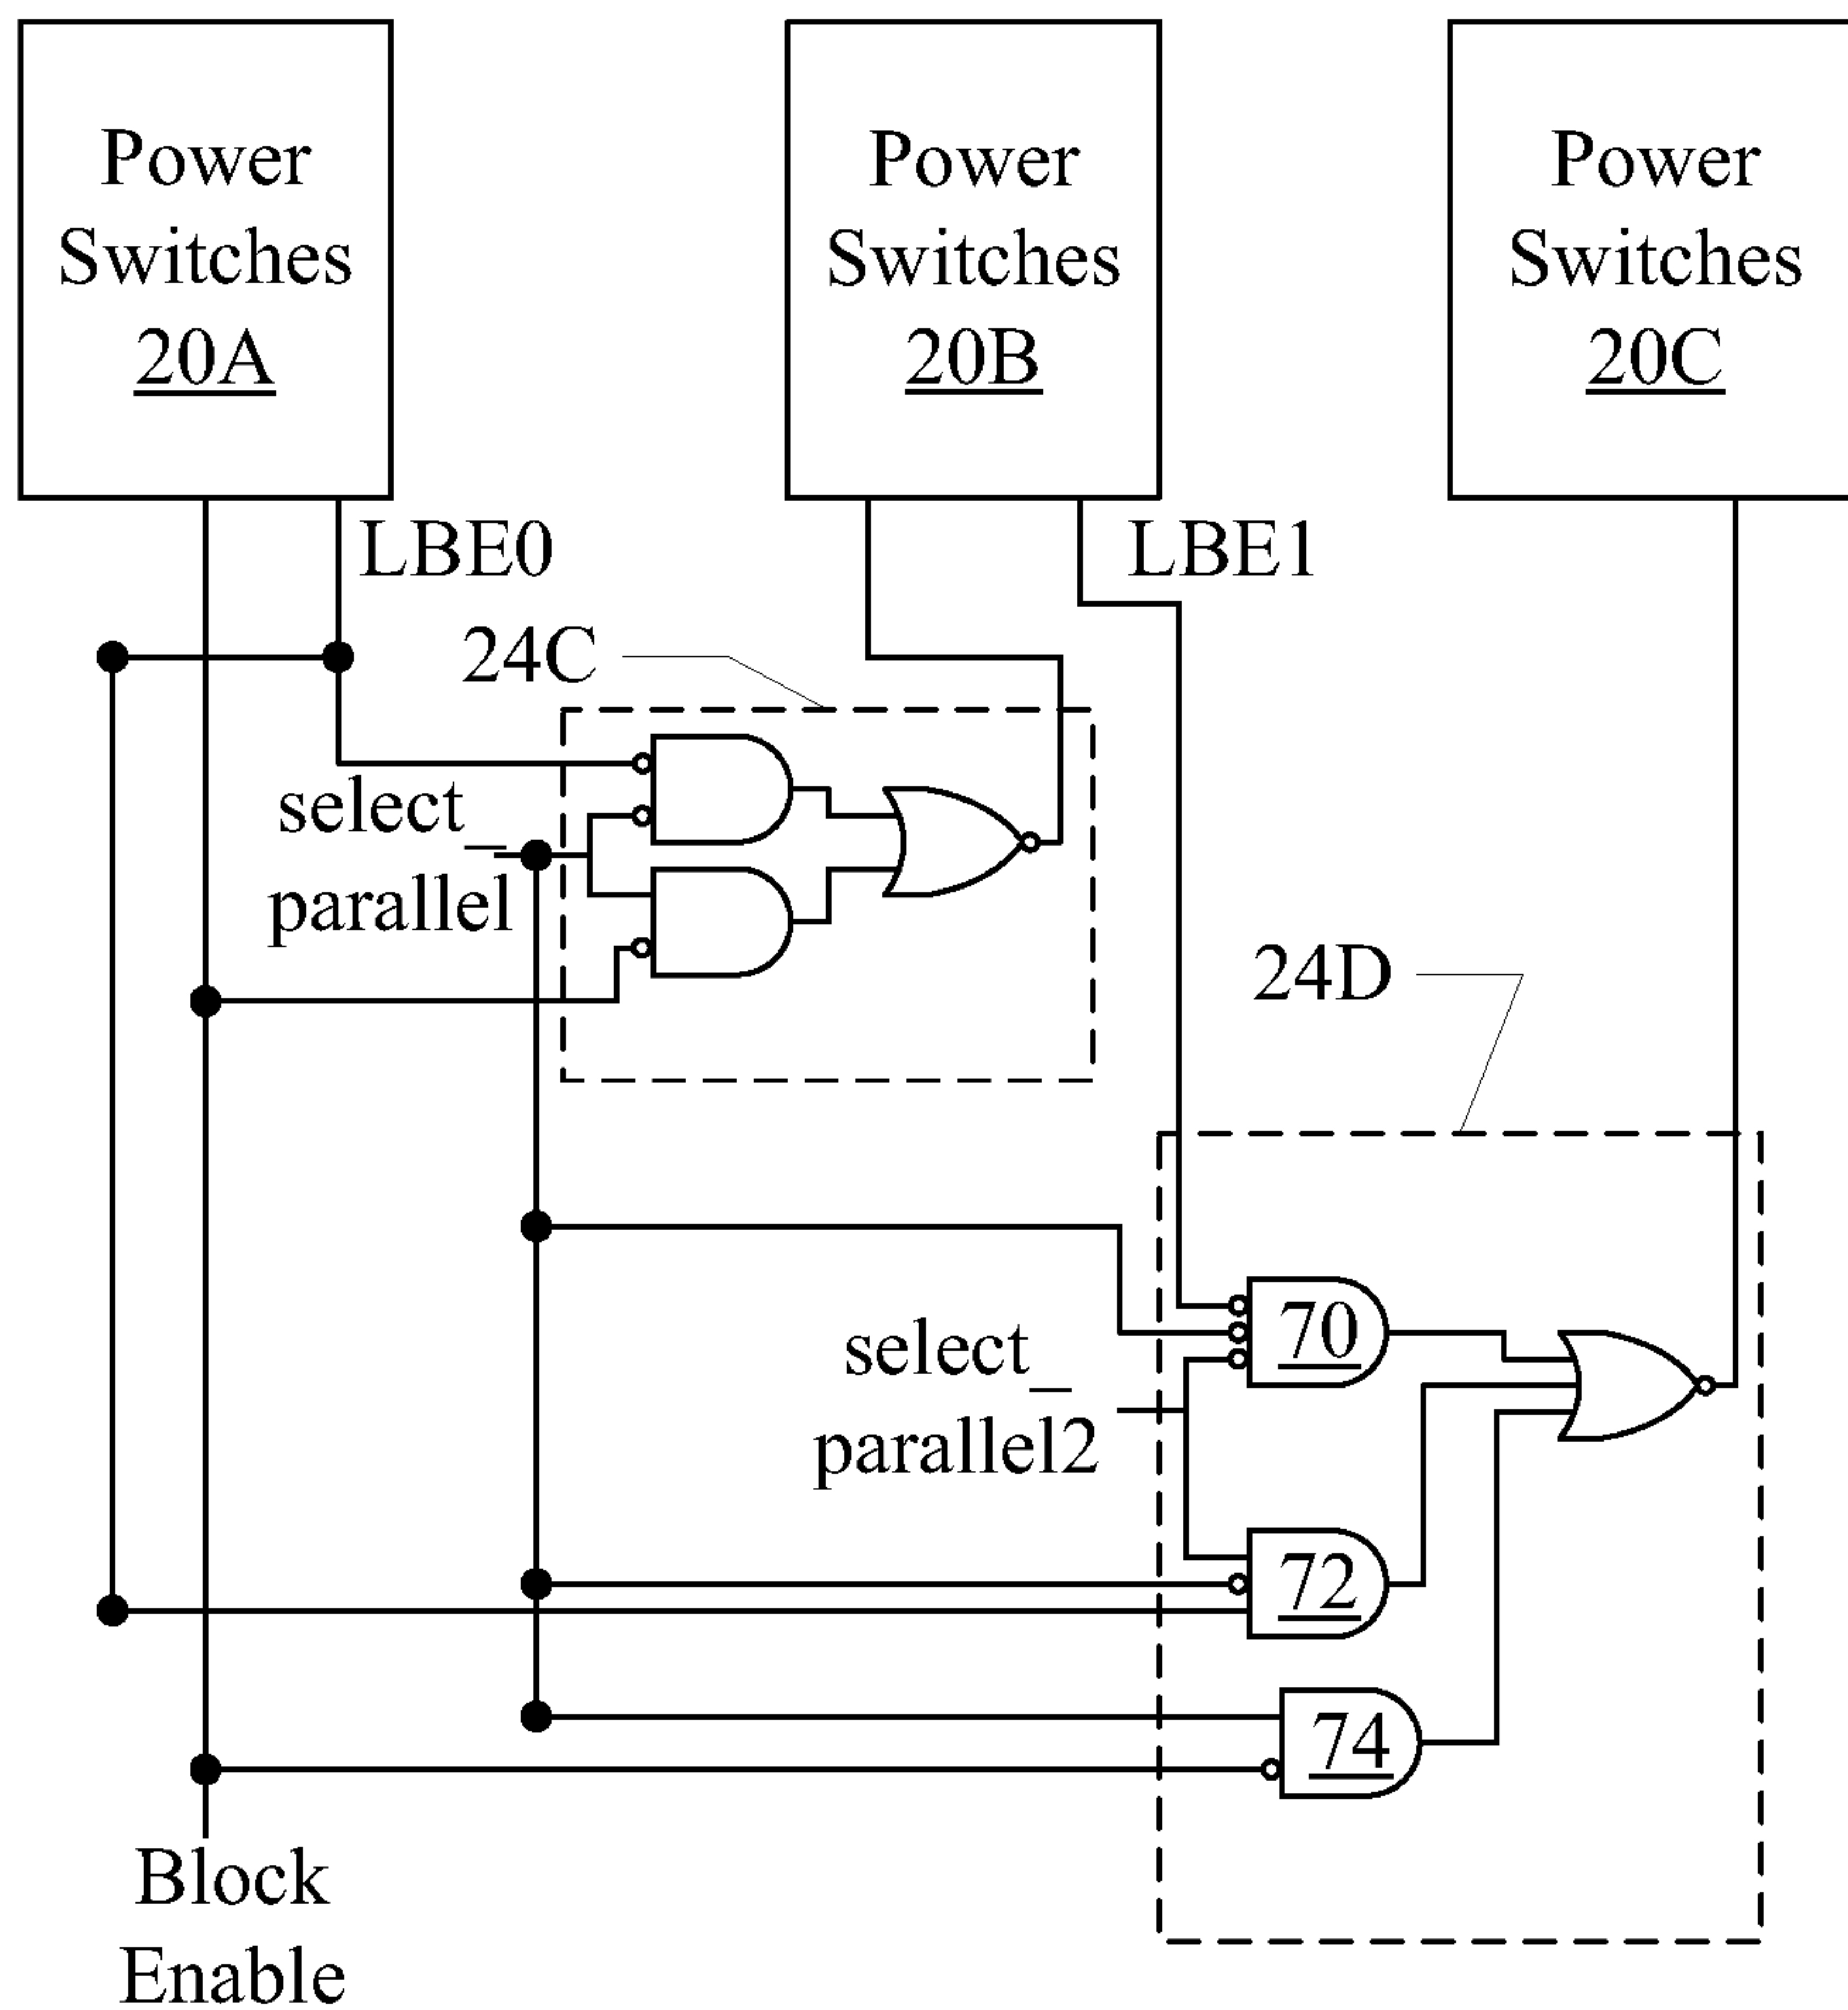 Power
Switches
20A
Power
Switches
20B
Power
Switches
20C
LBE0
LBE1
24C
select_
parallel
24D
70
select_
parallel2
72
74
Block
Enable